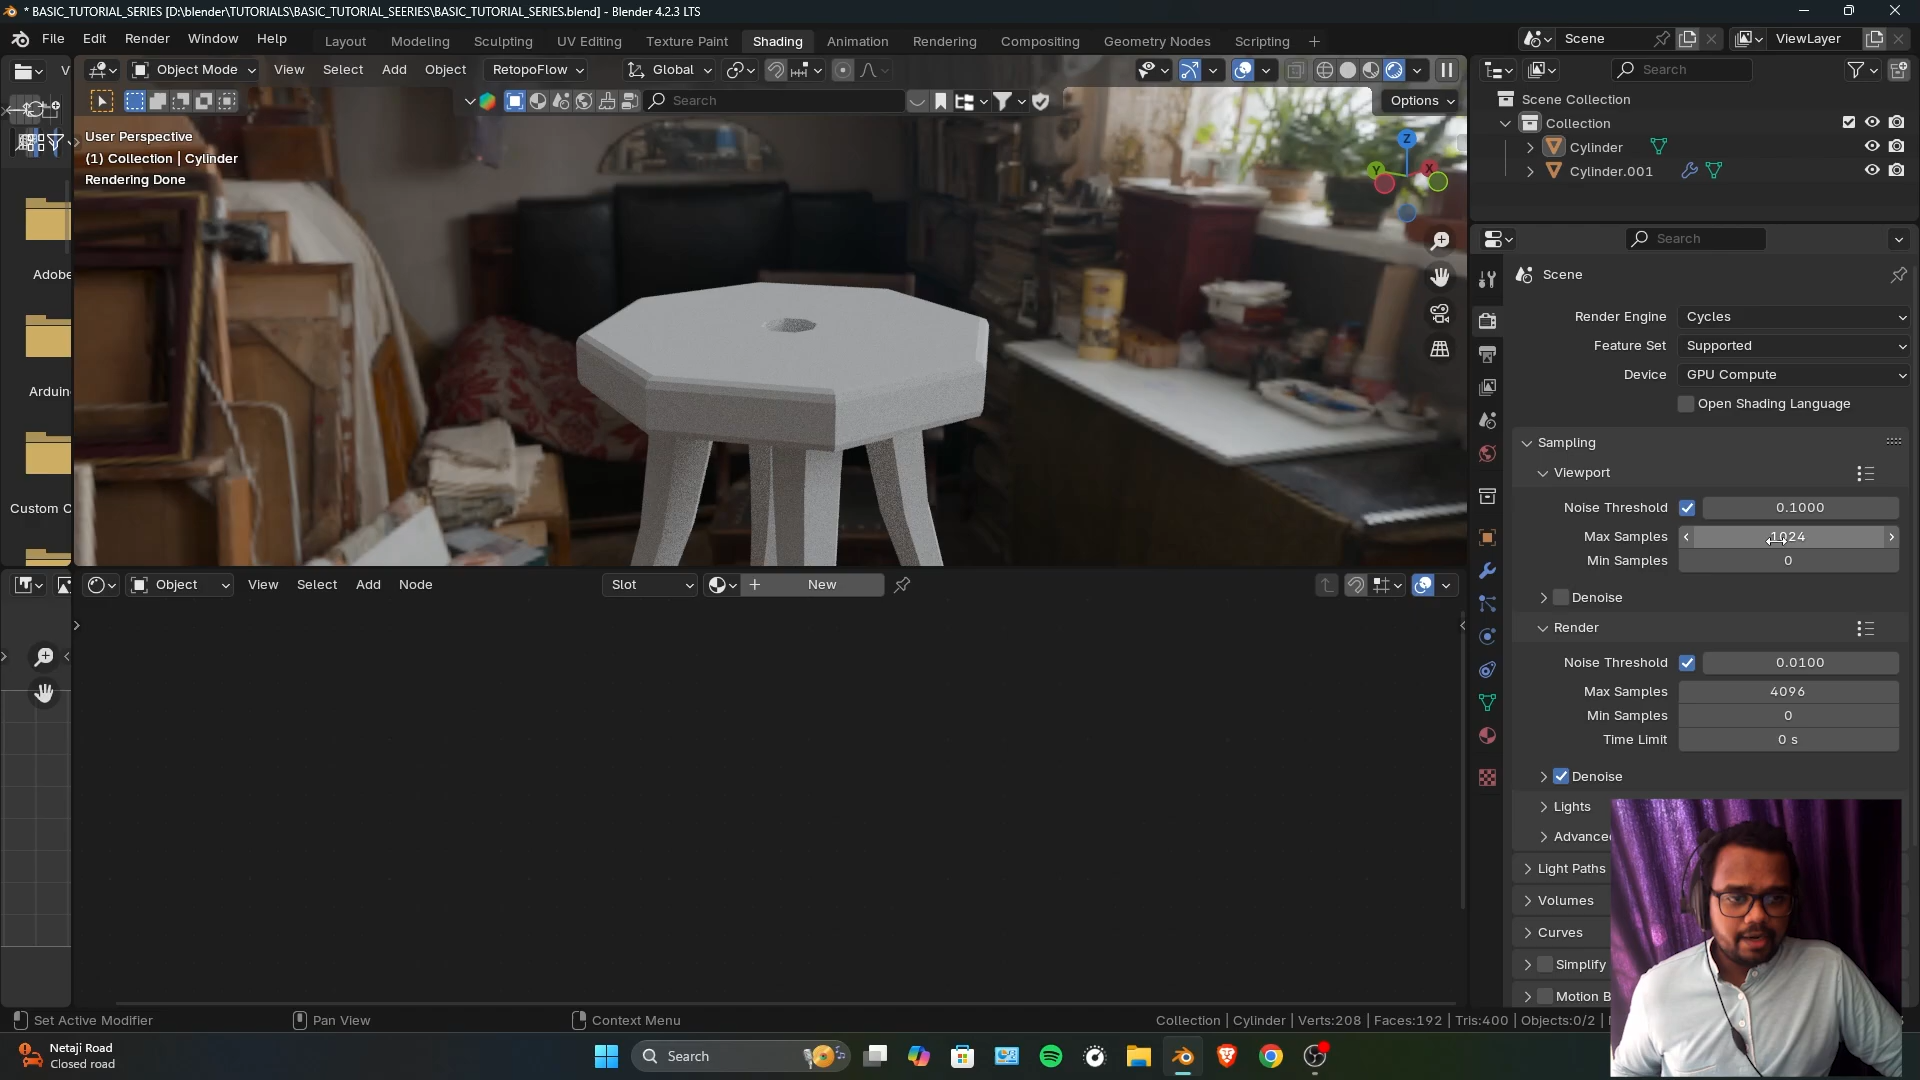 * BASIC_TUTORIAL_SEERIES [D:\blender\TUTORIALS\BASIC_TUTORIAL_SEERIES\BASIC_TUTORIAL_SERIES.blend] - Blender 4.2.3 LTS
File Edit Render Window Help Layout Modeling Sculpting UV Editing Texture Paint Shading Animation Rendering Compositing Geometry Nodes Scripting + Scene ViewLayer
V Object Mode View Select Add Object RetopoFlow Global Search
Search Options
User Perspective
(1) Collection | Cylinder
Rendering Done
Z
Y
X
Scene Collection
Collection
Cylinder
Cylinder.001
Search
Scene
Render Engine Cycles
Feature Set Supported
Device GPU Compute
Open Shading Language
Sampling
Viewport
Noise Threshold 0.1000
Max Samples 1024
Min Samples 0
Denoise
Render
Noise Threshold 0.0100
Max Samples 4096
Min Samples 0
Time Limit 0 s
Denoise
Lights
Light Paths
Volumes
Curves
Simplify
Adobe
Arduin
Custom C
Object View Select Add Node Slot New
Set Active Modifier Pan View Context Menu Collection | Cylinder | Verts:208 | Faces:192 | Tris:400 | Objects:0/2 |
Netaji Road
Closed road
Search